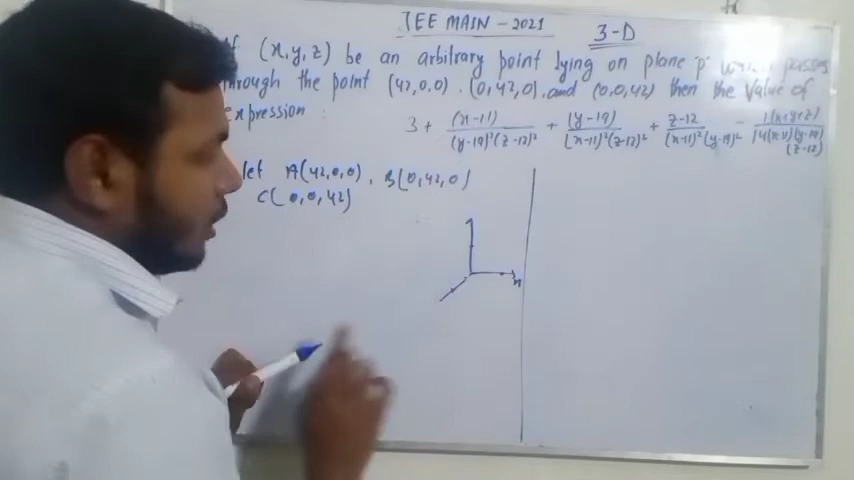 JEE MAIN - 2021
3-D
If (x,y,z) be an arbitrary point lying on plane p which passes
through the point (42,0,0) . (0,42,0) .and (0,0,42) then the value of
expression :
3 + (x-11)/(y-19)²(z-12)² + (y-19)/(x-11)²(z-12)² + z-12/(x-11)²(y-19)² - (x+y+z)/14(x-11)(y-19)(z-12)
let A(42,0,0) . B(0,42,0)
C(0,0,42)
x